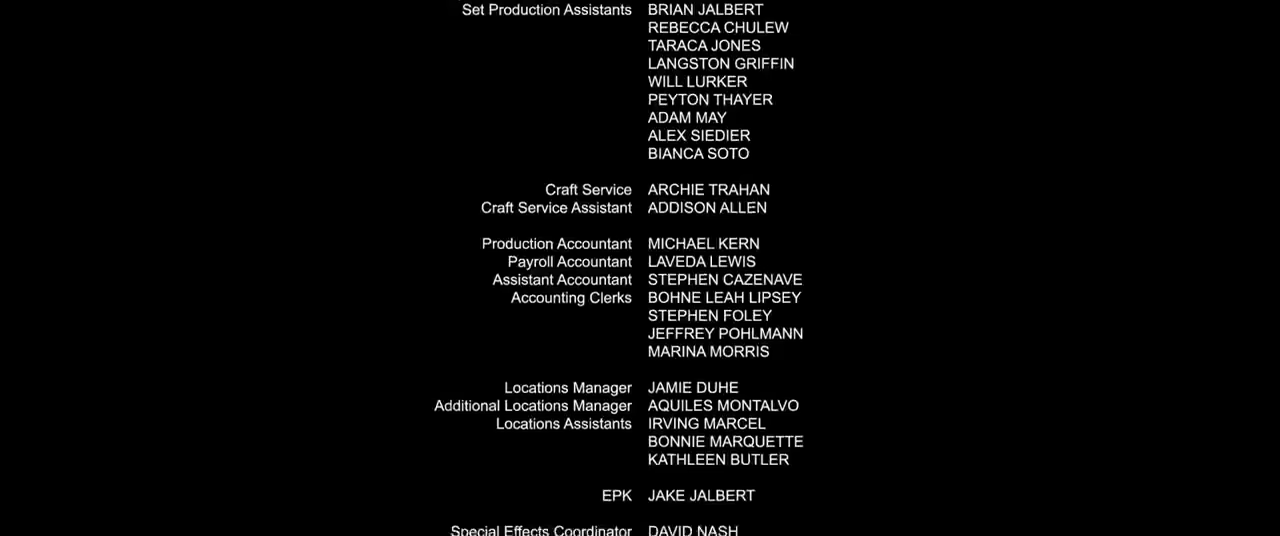 Set Production Assistants BRIAN JALBERT
REBECCA CHULEW
TARACA JONES
LANGSTON GRIFFIN
WILL LURKER
PEYTON THAYER
ADAM MAY
ALEX SIEDIER
BIANCA SOTO
Craft Service ARCHIE TRAHAN
Craft Service Assistant ADDISON ALLEN
Production Accountant MICHAEL KERN
Payroll Accountant LAVEDA LEWIS
Assistant Accountant STEPHEN CAZENAVE
Accounting Clerks BOHNE LEAH LIPSEY
STEPHEN FOLEY
JEFFREY POHLMANN
MARINA MORRIS
Locations Manager JAMIE DUHE
Additional Locations Manager AQUILES MONTALVO
Locations Assistants IRVING MARCEL
BONNIE MARQUETTE
KATHLEEN BUTLER
EPK JAKE JALBERT
Special Effects Coordinator DAVID NASH